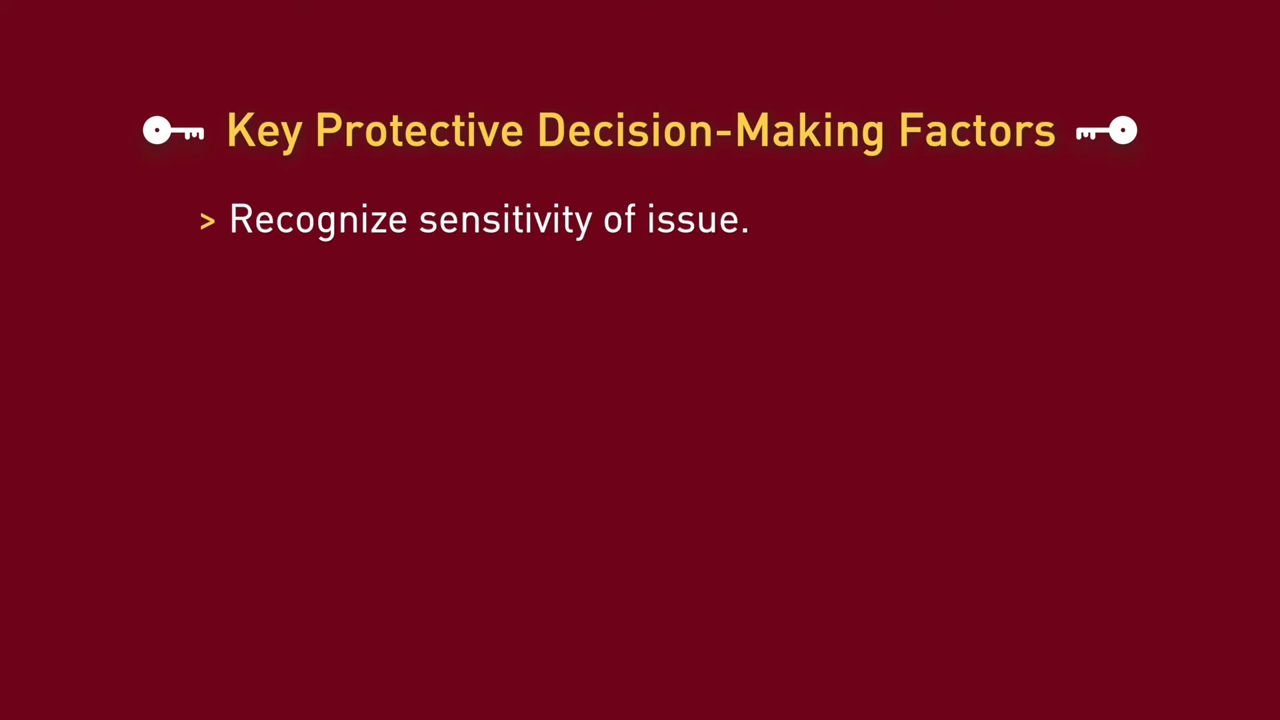 Key Protective Decision-Making Factors
> Recognize sensitivity of issue.